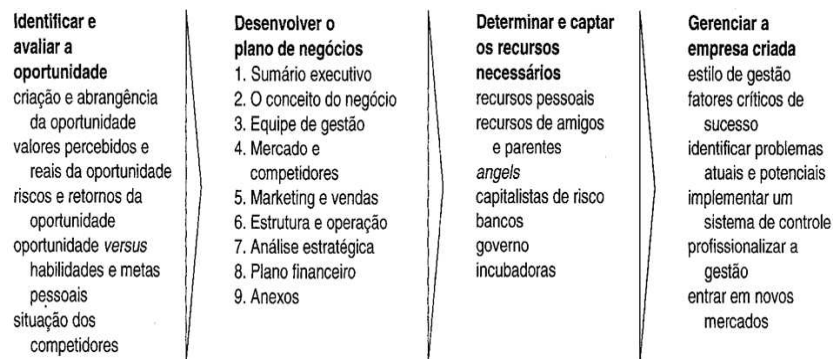 Identificar e
avaliar a
oportunidade
criação e abrangência
da oportunidade
valores percebidos e
reais da oportunidade
riscos e retornos da
oportunidade
oportunidade versus
habilidades e metas
pessoais
situação dos
competidores
Desenvolver o
plano de negócios
1. Sumário executivo
2. O conceito do negócio
3. Equipe de gestão
4. Mercado e
competidores
5. Marketing e vendas
6. Estrutura e operação
7. Análise estratégica
8. Plano financeiro
9. Anexos
Determinar e captar
os recursos
necessários
recursos pessoais
recursos de amigos
e parentes
angels
capitalistas de risco
bancos
governo
incubadoras
Gerenciar a
empresa criada
estilo de gestão
fatores críticos de
sucesso
identificar problemas
atuais e potenciais
implementar um
sistema de controle
profissionalizar a
gestão
entrar em novos
mercados